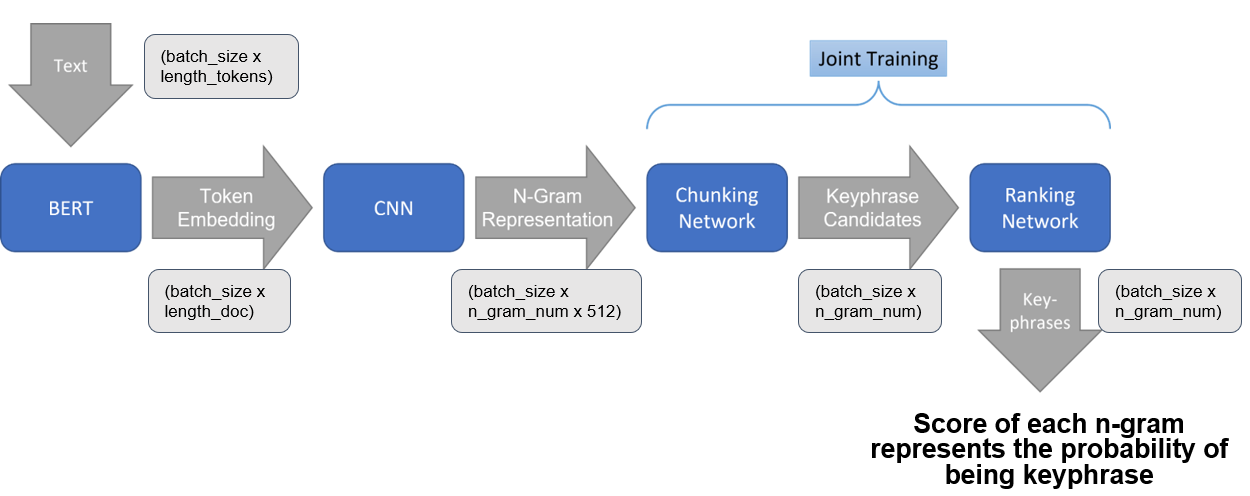 Text
(batch_size x
length_tokens)
Joint Training
BERT
Token
Embedding
CNN
N-Gram
Representation
Chunking
Network
Keyphrase
Candidates
Ranking
Network
(batch_size x
length_doc)
(batch_size x
n_gram_num x 512)
(batch_size x
n_gram_num)
Key-
phrases
(batch_size x
n_gram_num)
Score of each n-gram
represents the probability of
being keyphrase